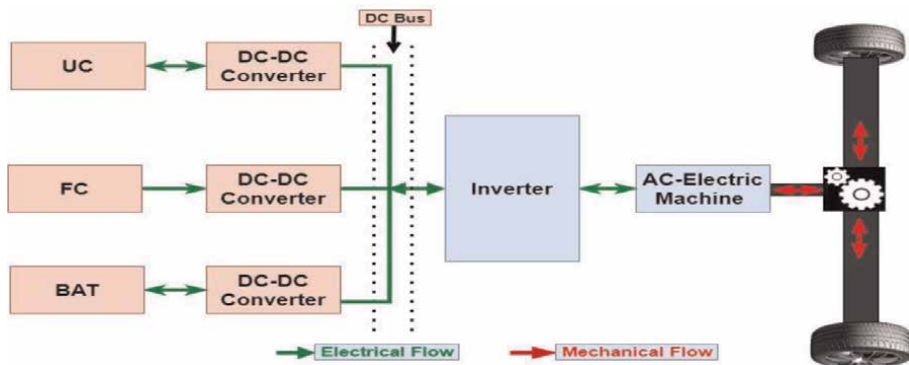 DC Bus
UC
DC-DC
Converter
FC
DC-DC
Converter
Inverter
AC-Electric
Machine
BAT
DC-DC
Converter
Electrical Flow
Mechanical Flow